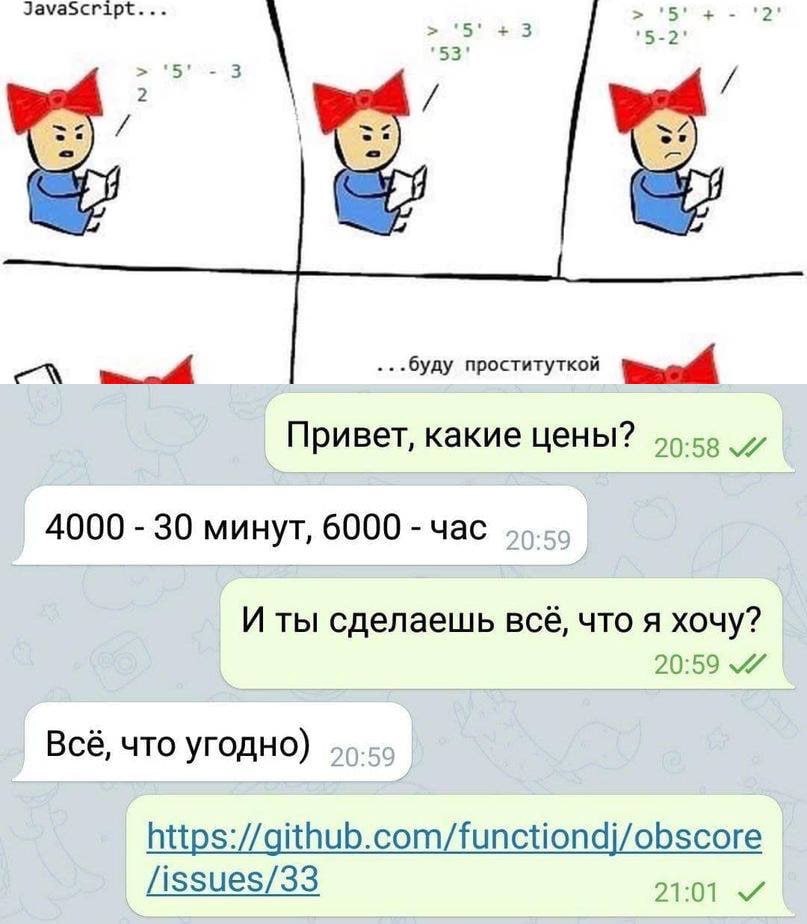 JavaScript...
> '5' - 3
2
> '5' + 3
'53'
> '5' + - '2'
'5-2'
...буду проституткой
Привет, какие цены? 20:58
4000 - 30 минут, 6000 - час 20:59
И ты сделаешь всё, что я хочу?
20:59
Всё, что угодно) 20:59
https://github.com/functiondj/obscore
/issues/33
21:01